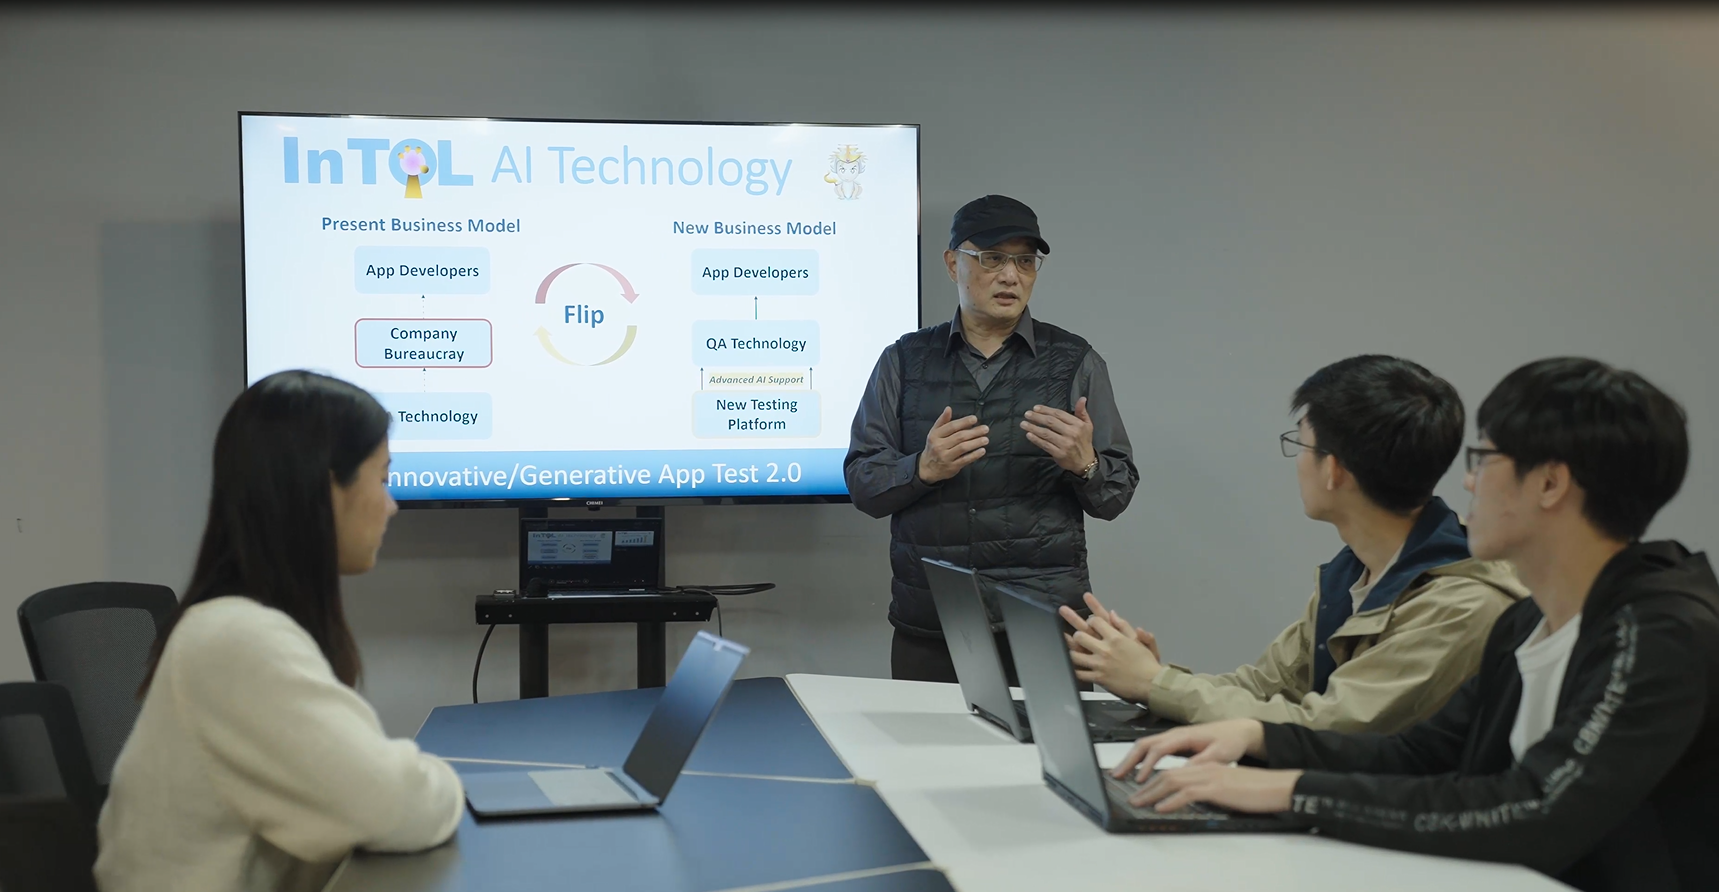 InTOL AI Technology
Present Business Model
App Developers
Company
Bureaucray
Technology
Flip
New Business Model
App Developers
QA Technology
Advanced AI Support
New Testing
Platform
nnovative/Generative App Test 2.0